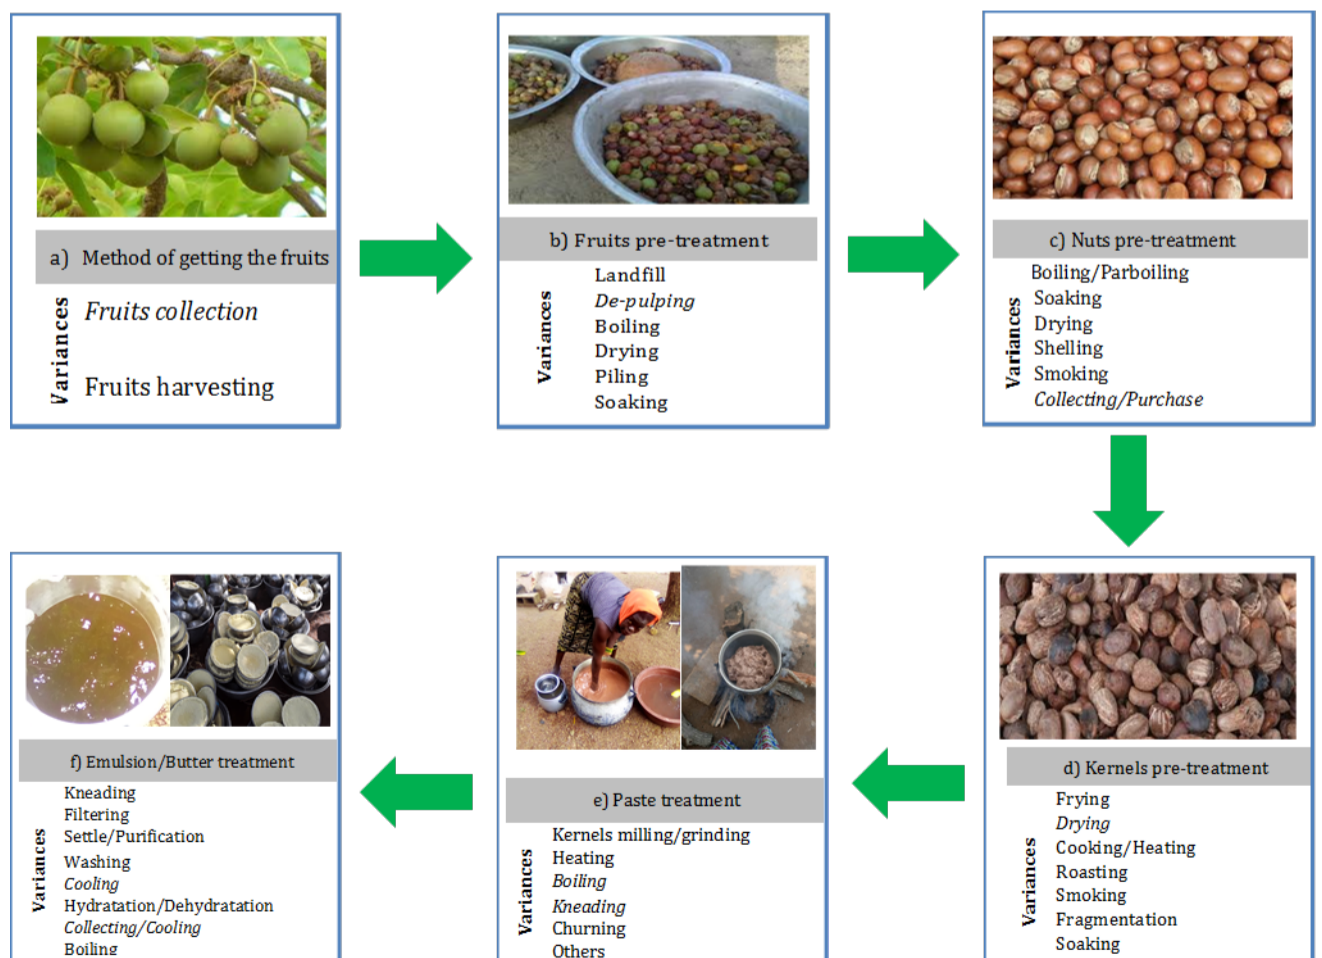 a) Method of getting the fruits
Variances
Fruits collection
Fruits harvesting
b) Fruits pre-treatment
Variances
Landfill
De-pulping
Boiling
Drying
Piling
Soaking
c) Nuts pre-treatment
Variances
Boiling/Parboiling
Soaking
Drying
Shelling
Smoking
Collecting/Purchase
d) Kernels pre-treatment
Variances
Frying
Drying
Cooking/Heating
Roasting
Smoking
Fragmentation
Soaking
e) Paste treatment
Variances
Kernels milling/grinding
Heating
Boiling
Kneading
Churning
Others
f) Emulsion/Butter treatment
Variances
Kneading
Filtering
Settle/Purification
Washing
Cooling
Hydratation/Dehydratation
Collecting/Cooling
Boiling